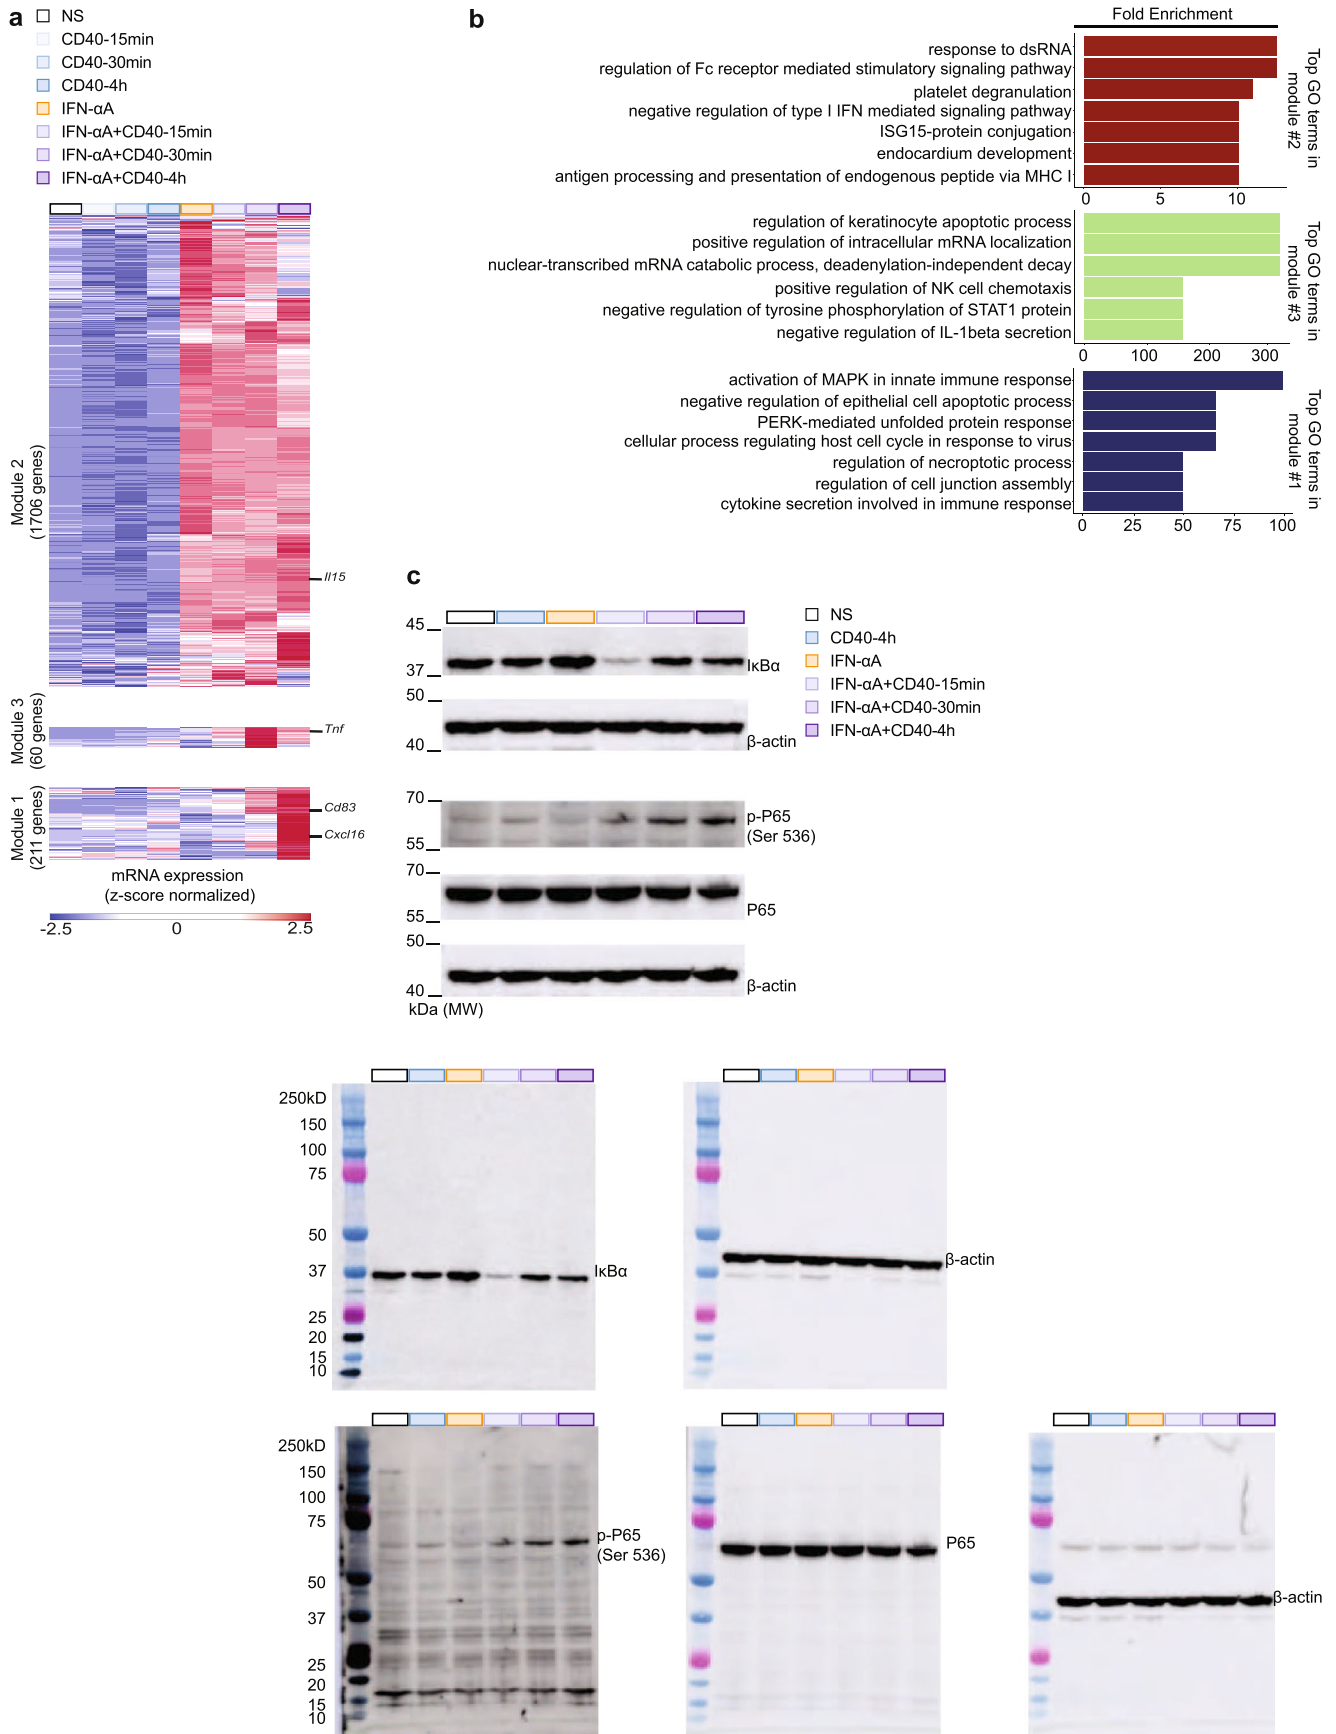 a
NS
CD40-15min
CD40-30min
CD40-4h
IFN-αA
IFN-αA+CD40-15min
IFN-αA+CD40-30min
IFN-αA+CD40-4h
Module 2
(1706 genes)
Il15
Module 3
(60 genes)
Tnf
Module 1
(211 genes)
Cd83
Cxcl16
mRNA expression
(z-score normalized)
-2.5
0
2.5
b
Fold Enrichment
response to dsRNA
regulation of Fc receptor mediated stimulatory signaling pathway
platelet degranulation
negative regulation of type I IFN mediated signaling pathway
ISG15-protein conjugation
endocardium development
antigen processing and presentation of endogenous peptide via MHC I
0 5 10
Top GO terms in
module #2
regulation of keratinocyte apoptotic process
positive regulation of intracellular mRNA localization
nuclear-transcribed mRNA catabolic process, deadenylation-independent decay
positive regulation of NK cell chemotaxis
negative regulation of tyrosine phosphorylation of STAT1 protein
negative regulation of IL-1beta secretion
0 100 200 300
Top GO terms in
module #3
activation of MAPK in innate immune response
negative regulation of epithelial cell apoptotic process
PERK-mediated unfolded protein response
cellular process regulating host cell cycle in response to virus
regulation of necroptotic process
regulation of cell junction assembly
cytokine secretion involved in immune response
0 25 50 75 100
Top GO terms in
module #1
c
45
37
IκBα
50
40
β-actin
70
55
p-P65
(Ser 536)
70
55
P65
50
40
β-actin
kDa (MW)
NS
CD40-4h
IFN-αA
IFN-αA+CD40-15min
IFN-αA+CD40-30min
IFN-αA+CD40-4h
250kD
150
100
75
50
37
25
20
15
10
IκBα
β-actin
250kD
150
100
75
50
37
25
20
15
10
p-P65
(Ser 536)
P65
β-actin